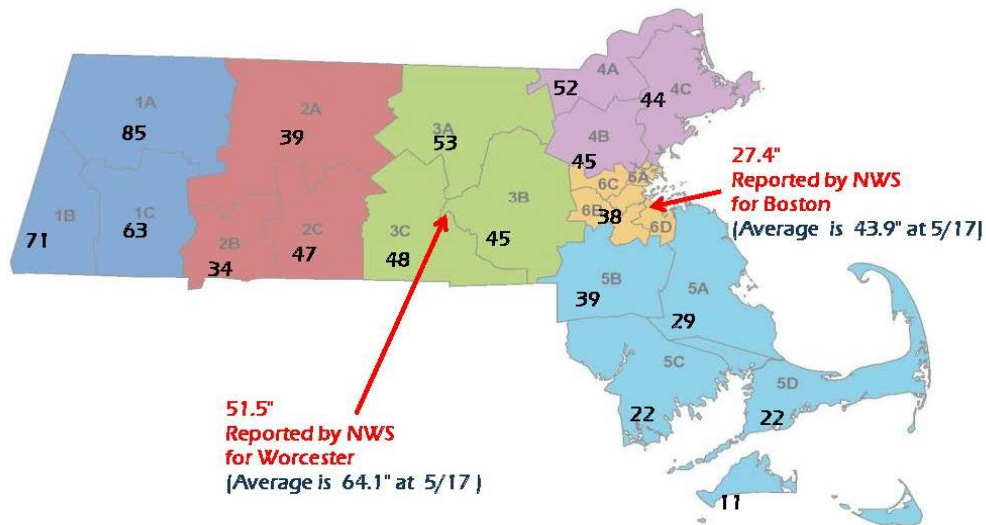 4A
52
4C
44
1A
85
2A
39
3A
53
4B
45
27.4"
Reported by NWS
for Boston
(Average is 43.9" at 5/17)
6C
6A
6B
38
6D
1B
71
1C
63
2B
34
2C
47
3C
48
3B
45
5B
39
5A
29
5C
22
5D
22
51.5"
Reported by NWS
for Worcester
(Average is 64.1" at 5/17 )
11